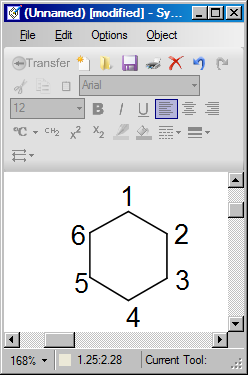 (Unnamed) [modified] - Sy...
File Edit Options Object
Transfer
Arial
12 B I U
°C CH2 X2 X2
1
6 2
5 3
4
168% 1.25:2.28 Current Tool: